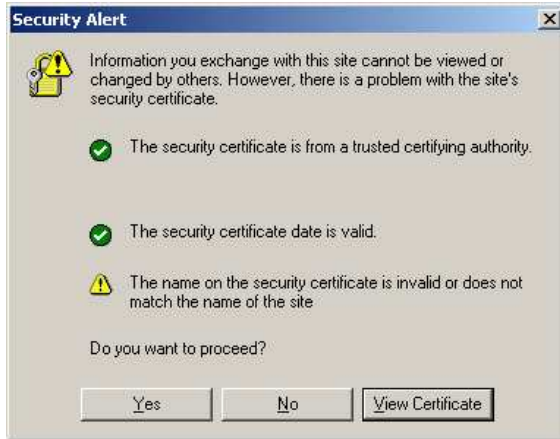 Security Alert
Information you exchange with this site cannot be viewed or
changed by others. However, there is a problem with the site's
security certificate.
The security certificate is from a trusted certifying authority.
The security certificate date is valid.
The name on the security certificate is invalid or does not
match the name of the site
Do you want to proceed?
Yes No View Certificate